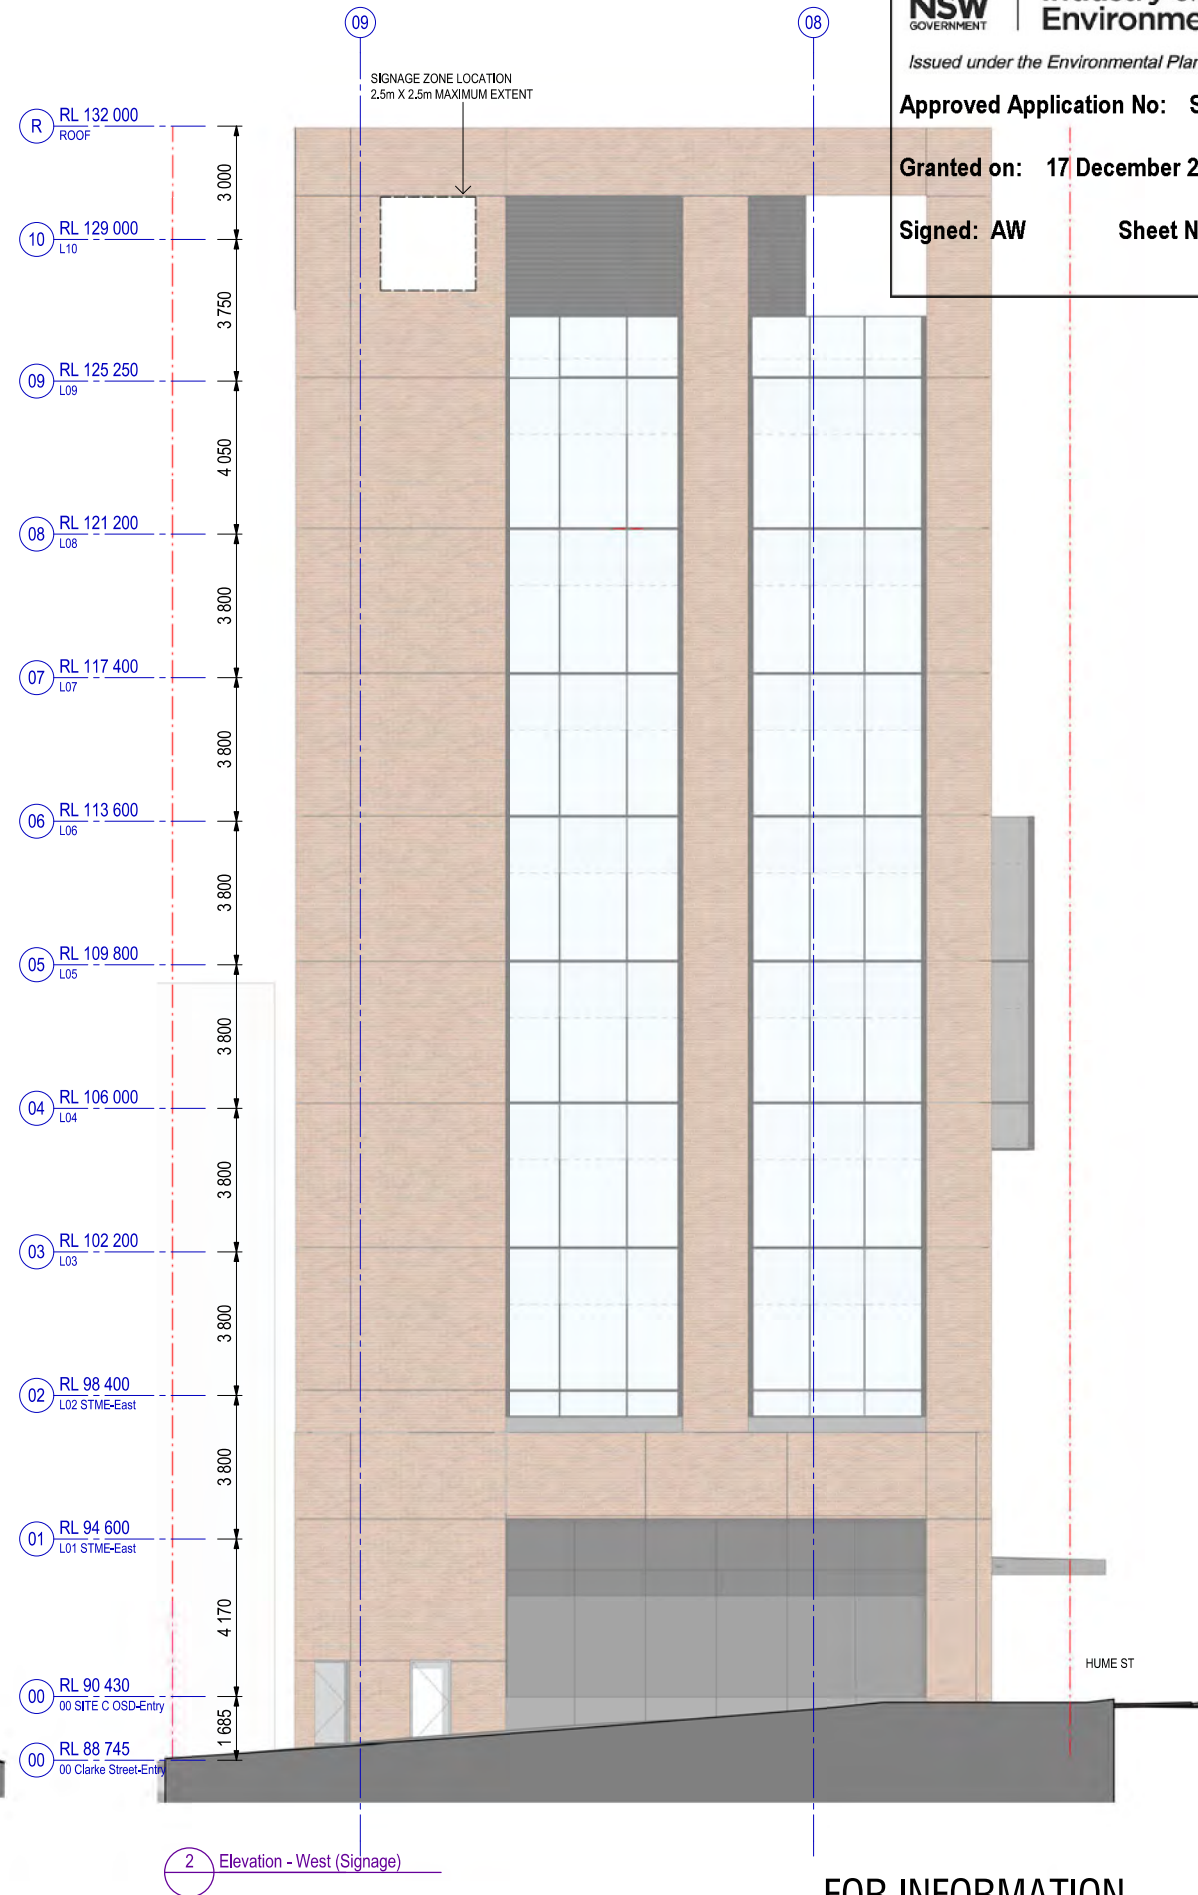 09
08
NSW
GOVERNMENT
Environme
Issued under the Environmental Plan
Approved Application No: S
Granted on: 17 December 2
Signed: AW Sheet N
SIGNAGE ZONE LOCATION
2.5m X 2.5m MAXIMUM EXTENT
R RL 132 000
ROOF
3 000
10 RL 129 000
L10
3 750
09 RL 125 250
L09
4 050
08 RL 121 200
L08
3 800
07 RL 117 400
L07
3 800
06 RL 113 600
L06
3 800
05 RL 109 800
L05
3 800
04 RL 106 000
L04
3 800
03 RL 102 200
L03
3 800
02 RL 98 400
L02 STME-East
3 800
01 RL 94 600
L01 STME-East
4 170
HUME ST
00 RL 90 430
00 SITE C OSD-Entry
1 685
00 RL 88 745
00 Clarke Street-Entry
2 Elevation - West (Signage)
FOR INFORMATION